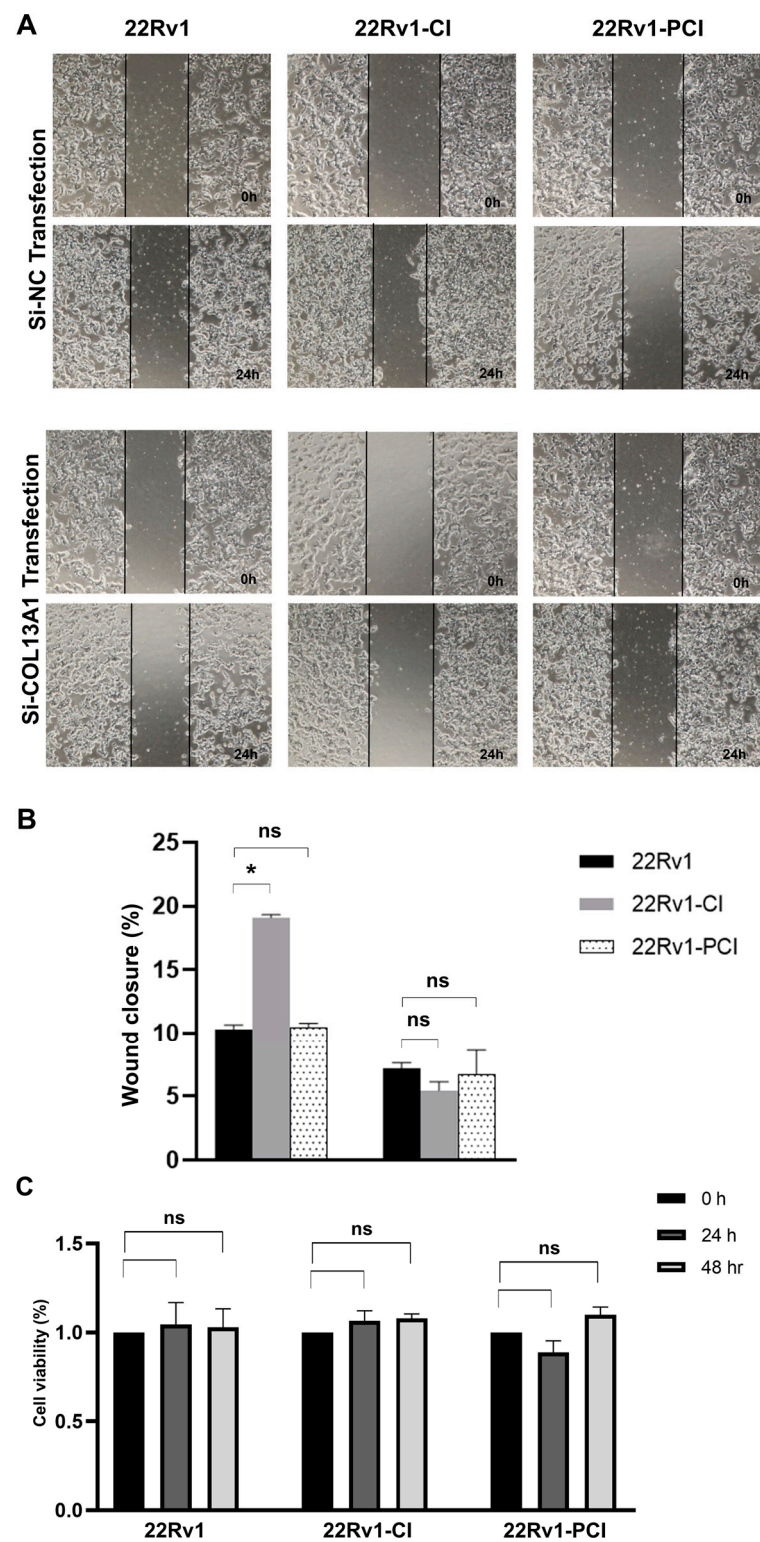 A
22Rv1
22Rv1-CI
22Rv1-PCI
Si-NC Transfection
0h
0h
0h
24h
24h
24h
Si-COL13A1 Transfection
0h
0h
0h
24h
24h
24h
B
Wound closure (%)
25
20
15
10
5
0
ns
*
ns
ns
22Rv1
22Rv1-CI
22Rv1-PCI
C
Cell viability (%)
1.5
1.0
0.5
0.0
ns
ns
ns
22Rv1
22Rv1-CI
22Rv1-PCI
0 h
24 h
48 hr